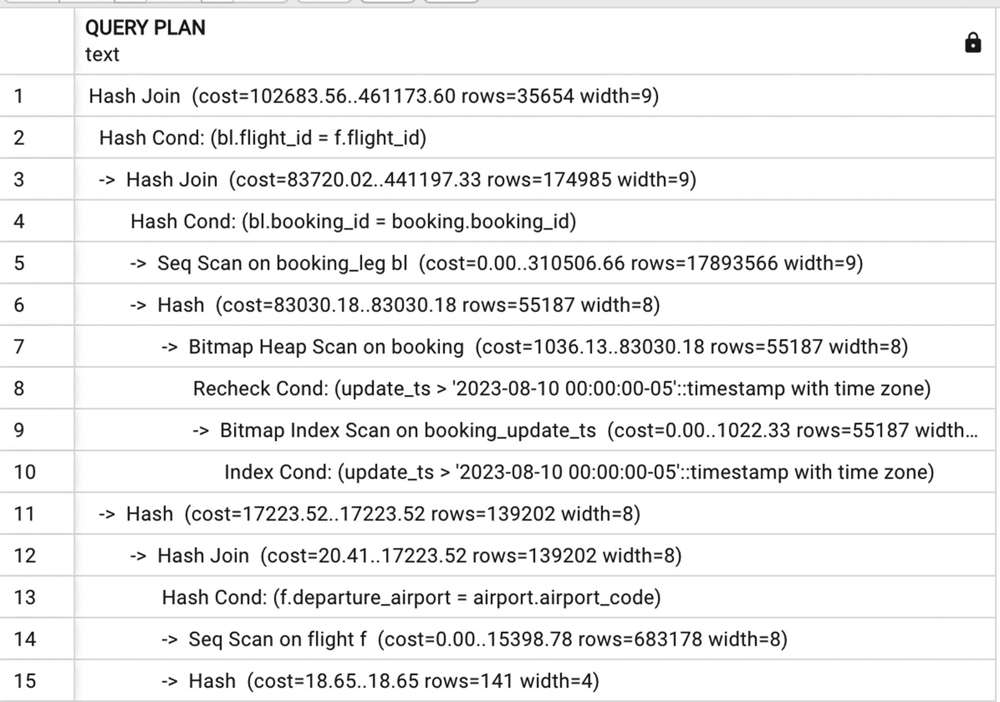 QUERY PLAN
text
1 Hash Join (cost=102683.56..461173.60 rows=35654 width=9)
2 Hash Cond: (bl.flight_id = f.flight_id)
3 -> Hash Join (cost=83720.02..441197.33 rows=174985 width=9)
4 Hash Cond: (bl.booking_id = booking.booking_id)
5 -> Seq Scan on booking_leg bl (cost=0.00..310506.66 rows=17893566 width=9)
6 -> Hash (cost=83030.18..83030.18 rows=55187 width=8)
7 -> Bitmap Heap Scan on booking (cost=1036.13..83030.18 rows=55187 width=8)
8 Recheck Cond: (update_ts > '2023-08-10 00:00:00-05'::timestamp with time zone)
9 -> Bitmap Index Scan on booking_update_ts (cost=0.00..1022.33 rows=55187 width...
10 Index Cond: (update_ts > '2023-08-10 00:00:00-05'::timestamp with time zone)
11 -> Hash (cost=17223.52..17223.52 rows=139202 width=8)
12 -> Hash Join (cost=20.41..17223.52 rows=139202 width=8)
13 Hash Cond: (f.departure_airport = airport.airport_code)
14 -> Seq Scan on flight f (cost=0.00..15398.78 rows=683178 width=8)
15 -> Hash (cost=18.65..18.65 rows=141 width=4)